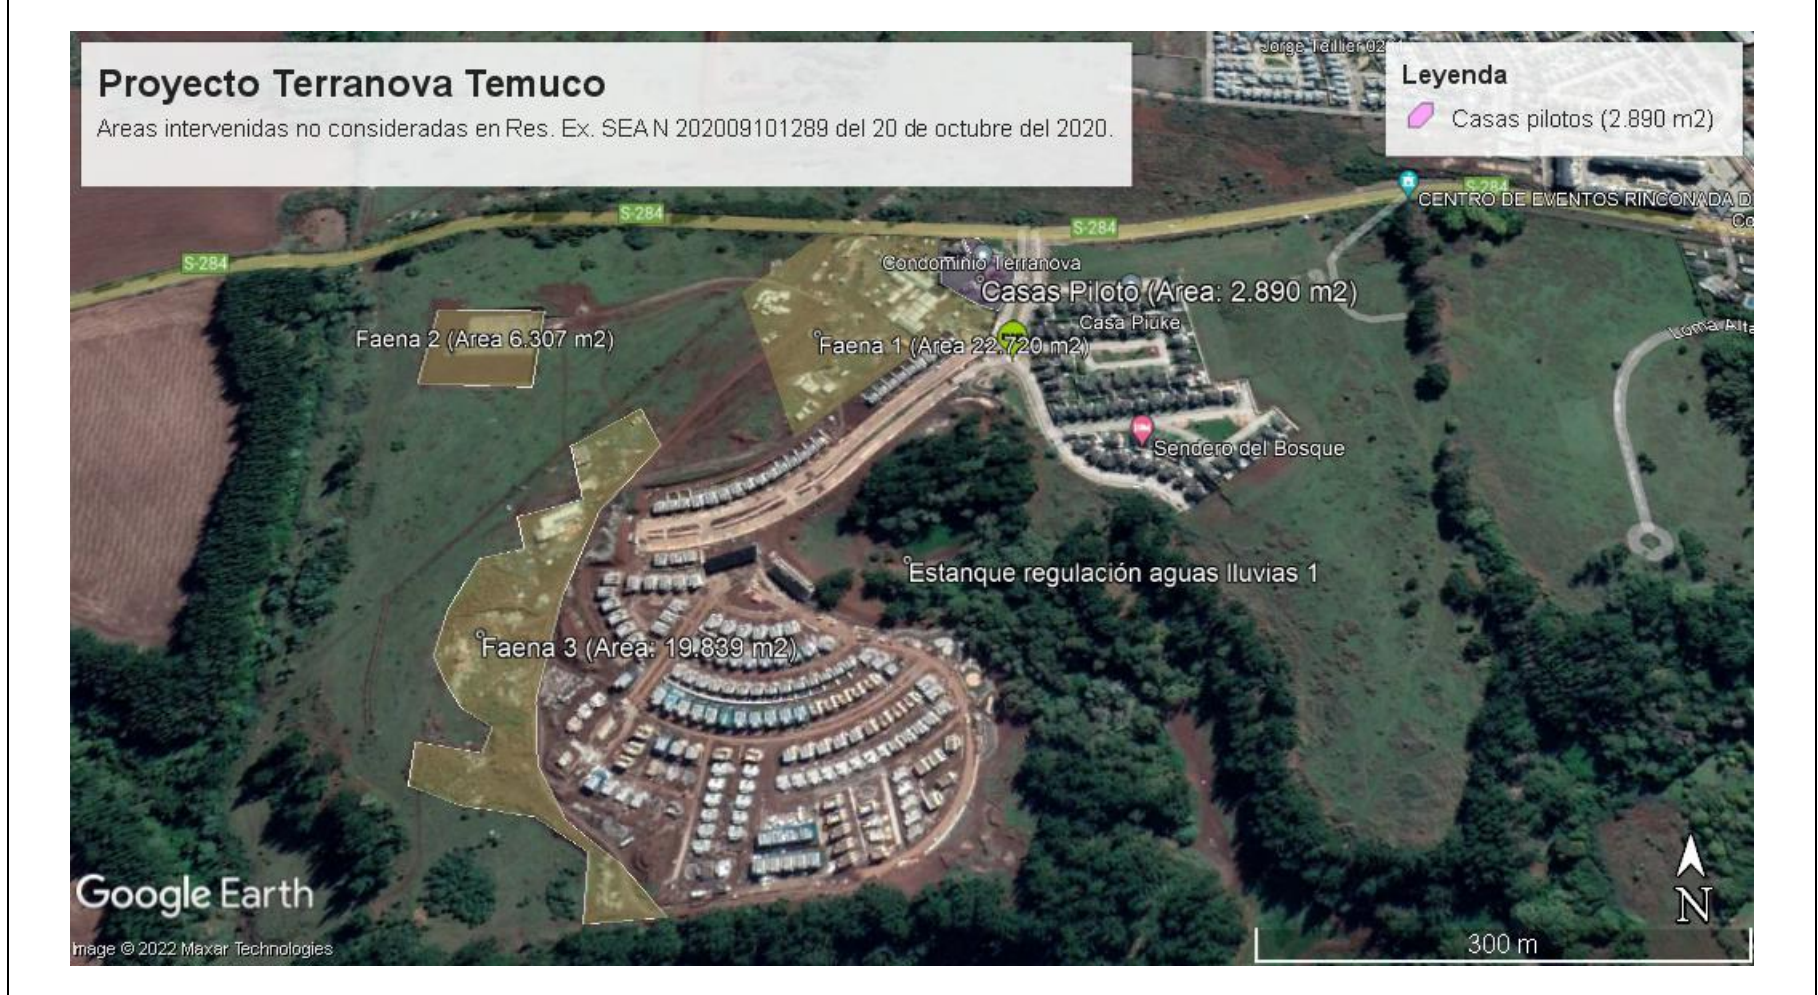 Proyecto Terranova Temuco
Areas intervenidas no consideradas en Res. Ex. SEA N 202009101289 del 20 de octubre del 2020.
Jorge Teillier 02
Leyenda
Casas pilotos (2.890 m2)
S-284
S-284
CENTRO DE EVENTOS RINCONADA D
Co
S-284
S-284
Condominio Terranova
Casas Piloto (Area: 2.890 m2)
Casa Piuke
Loma Alta
Faena 2 (Area 6.307 m2)
Faena 1 (Area 22.720 m2)
Sendero del Bosque
Estanque regulación aguas lluvias 1
Faena 3 (Area: 19.839 m2)
Google Earth
N
Image © 2022 Maxar Technologies
300 m